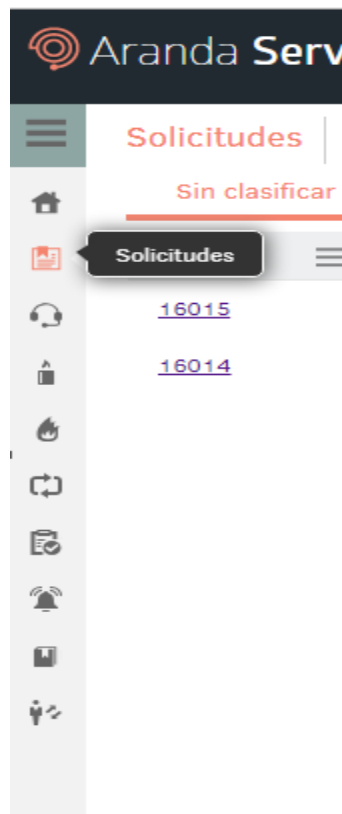 Aranda Serv
Solicitudes
Sin clasificar
Solicitudes
16015
16014